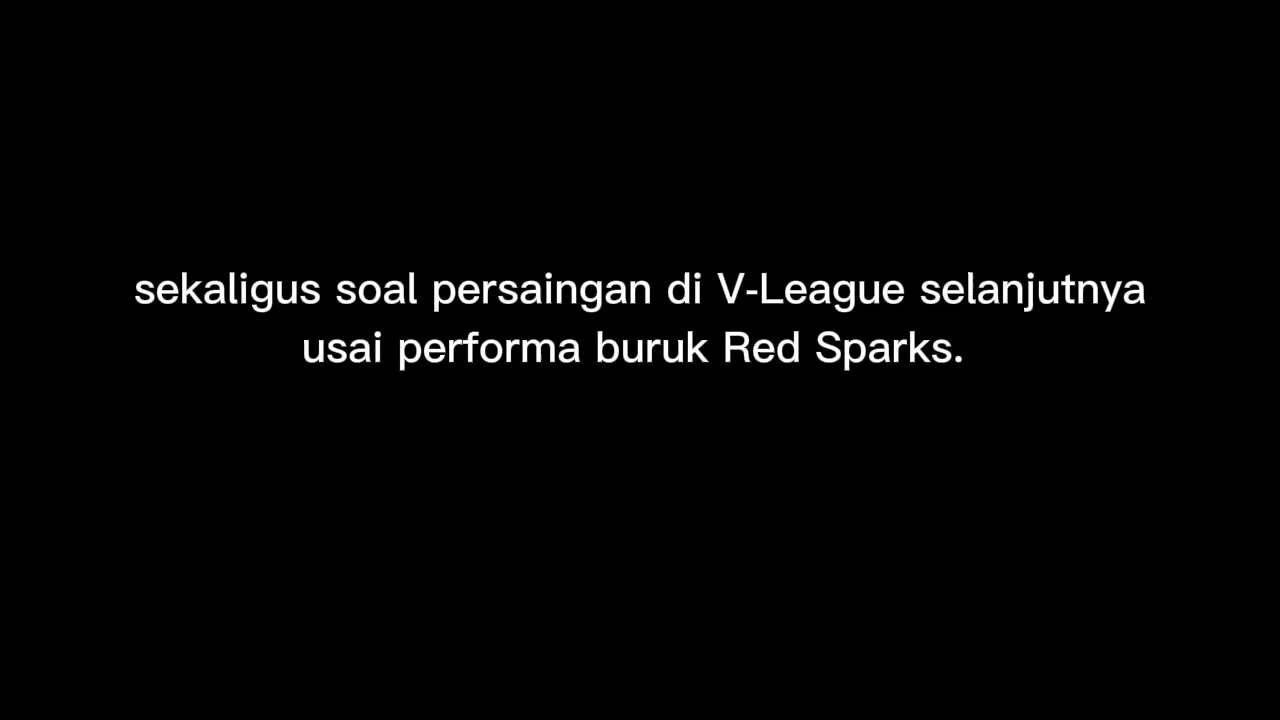 sekaligus soal persaingan di V-League selanjutnya
usai performa buruk Red Sparks.